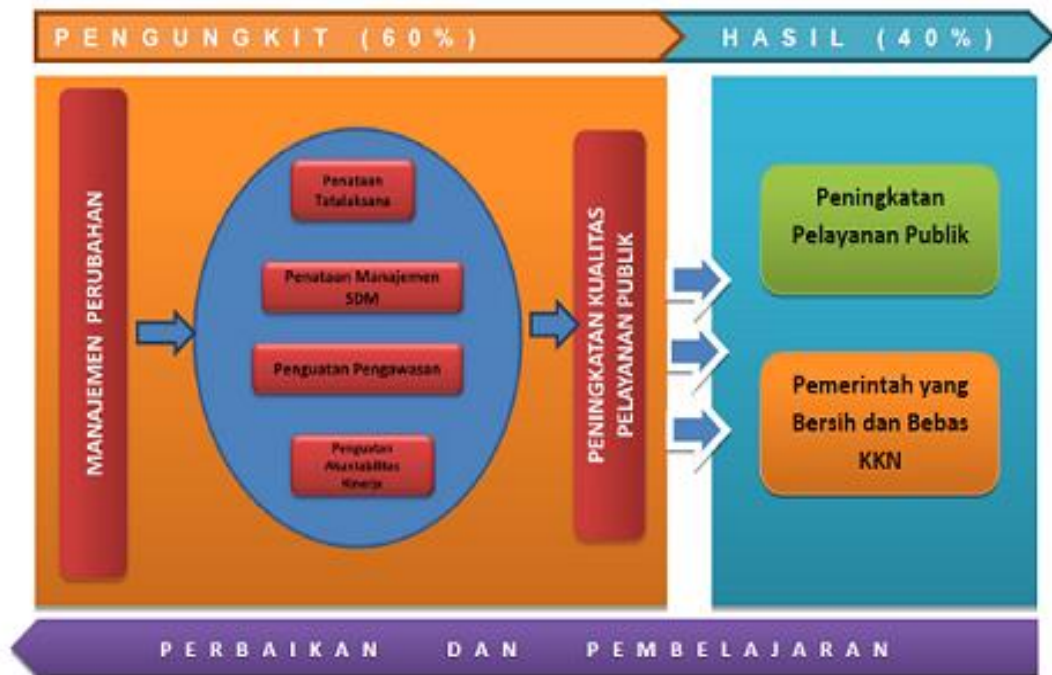 PENGUNGKIT (60%)
HASIL (40%)
MANAJEMEN PERUBAHAN
Penataan
Tatalaksana
Penataan Manajemen
SDM
Penguatan Pengawasan
Penguatan
Akuntabilitas
Kinerja
PENINGKATAN KUALITAS
PELAYANAN PUBLIK
Peningkatan
Pelayanan Publik
Pemerintah yang
Bersih dan Bebas
KKN
PERBAIKAN DAN PEMBELAJARAN